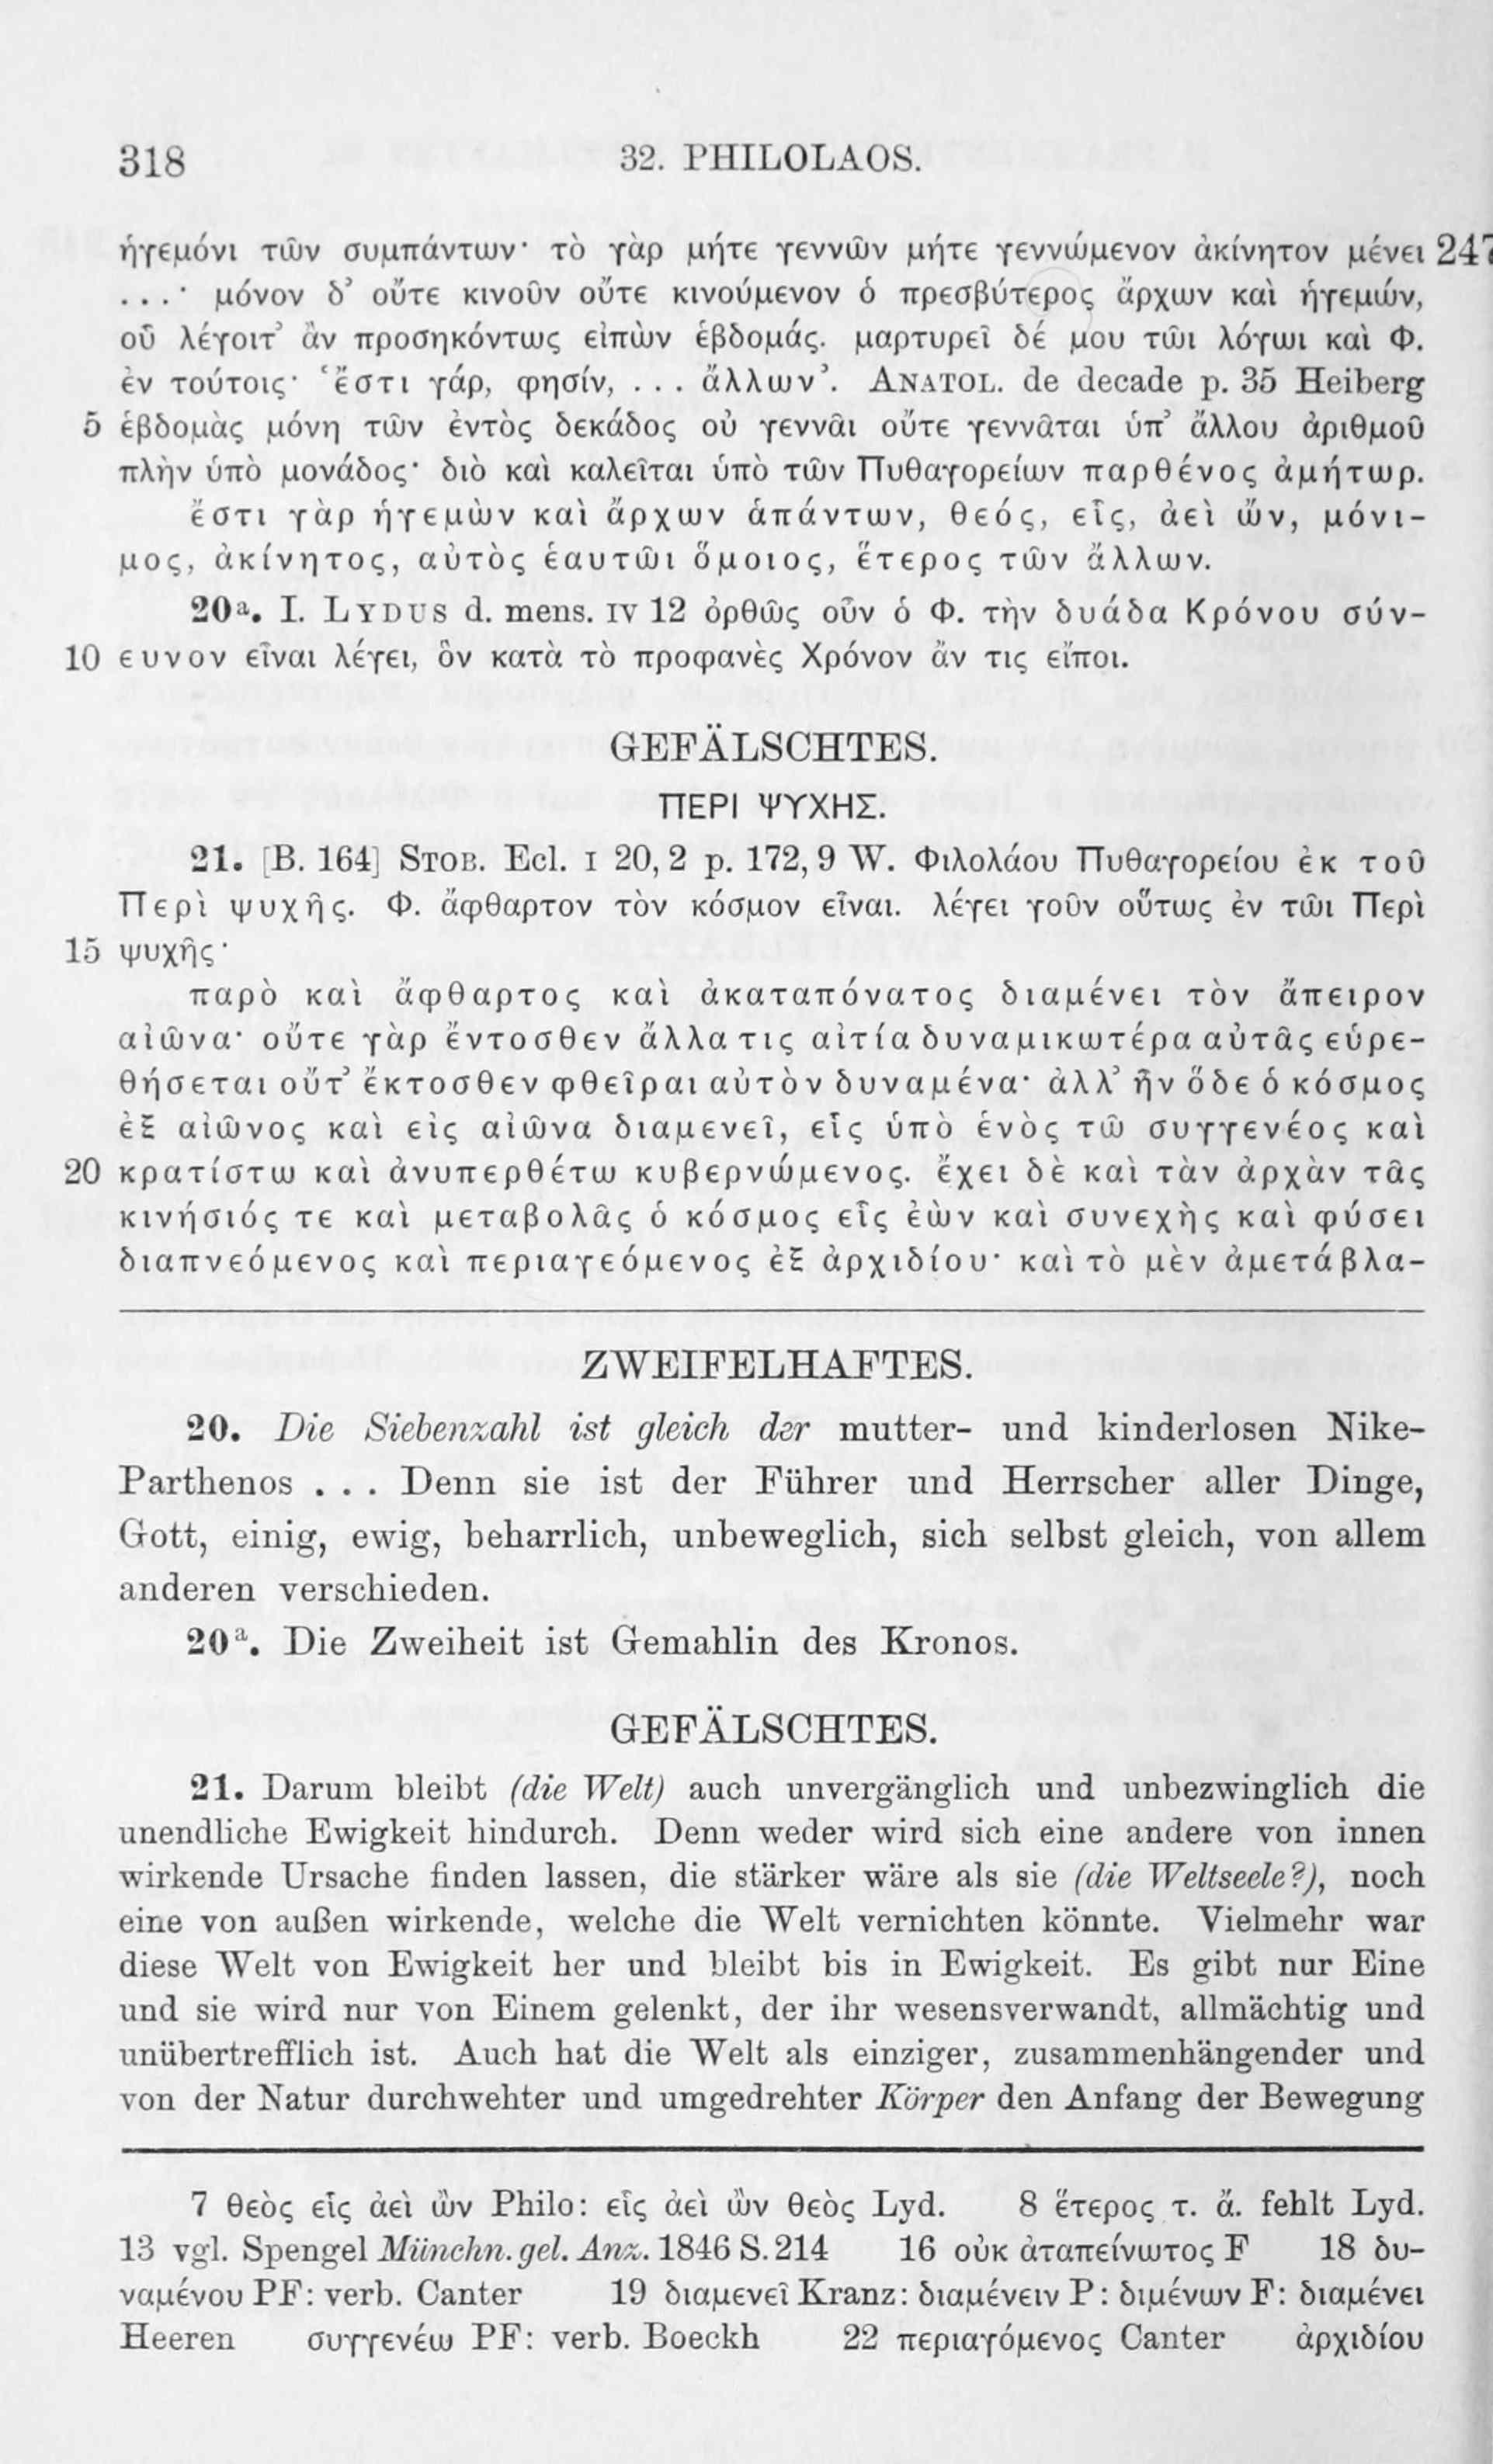 318 32. PHILOLAOS.
ἡγεμόνι τῶν συμπάντων· τὸ γὰρ μήτε γεννῶν μήτε γεννώμενον ἀκίνητον μένει 247
...· μόνον δ’ οὔτε κινοῦν οὔτε κινούμενον ὁ πρεσβύτερος ἄρχων καὶ ἡγεμών,
οὗ λέγοιτ’ ἂν προσηκόντως εἰπὼν ἑβδομάς. μαρτυρεῖ δέ μου τῶι λόγωι καὶ Φ.
ἐν τούτοις· ‘ἔστι γάρ, φησίν, ... ἄλλων’. ANATOL. de decade p. 35 Heiberg
5 ἑβδομὰς μόνη τῶν ἐντὸς δεκάδος οὐ γεννᾶι οὔτε γεννᾶται ὑπ’ ἄλλου ἀριθμοῦ
πλὴν ὑπὸ μονάδος· διὸ καὶ καλεῖται ὑπὸ τῶν Πυθαγορείων παρθένος ἀμήτωρ.
ἔστι γὰρ ἡγεμὼν καὶ ἄρχων ἁπάντων, θεός, εἷς, ἀεὶ ὤν, μόνι-
μος, ἀκίνητος, αὐτὸς ἑαυτῶι ὅμοιος, ἕτερος τῶν ἄλλων.
20ᵃ. I. LYDUS d. mens. IV 12 ὀρθῶς οὖν ὁ Φ. τὴν δυάδα Κρόνου σύν-
10 ευνον εἶναι λέγει, ὃν κατὰ τὸ προφανὲς Χρόνον ἄν τις εἴποι.
GEFÄLSCHTES.
ΠΕΡΙ ΨΥΧΗΣ.
21. [B. 164] STOB. Ecl. I 20, 2 p. 172, 9 W. Φιλολάου Πυθαγορείου ἐκ τοῦ
Περὶ ψυχῆς. Φ. ἄφθαρτον τὸν κόσμον εἶναι. λέγει γοῦν οὕτως ἐν τῶι Περὶ
15 ψυχῆς·
παρὸ καὶ ἄφθαρτος καὶ ἀκαταπόνατος διαμένει τὸν ἄπειρον
αἰῶνα· οὔτε γὰρ ἔντοσθεν ἄλλα τις αἰτία δυναμικωτέρα αὐτᾶς εὑρε-
θήσεται οὔτ’ ἔκτοσθεν φθεῖραι αὐτὸν δυναμένα· ἀλλ’ ἦν ὅδε ὁ κόσμος
ἐξ αἰῶνος καὶ εἰς αἰῶνα διαμενεῖ, εἷς ὑπὸ ἑνὸς τῶ συγγενέος καὶ
20 κρατίστω καὶ ἀνυπερθέτω κυβερνώμενος. ἔχει δὲ καὶ τὰν ἀρχὰν τᾶς
κινήσιός τε καὶ μεταβολᾶς ὁ κόσμος εἷς ἐὼν καὶ συνεχὴς καὶ φύσει
διαπνεόμενος καὶ περιαγεόμενος ἐξ ἀρχιδίου· καὶ τὸ μὲν ἀμετάβλα-
ZWEIFELHAFTES.
20. Die Siebenzahl ist gleich der mutter- und kinderlosen Nike-
Parthenos ... Denn sie ist der Führer und Herrscher aller Dinge,
Gott, einig, ewig, beharrlich, unbeweglich, sich selbst gleich, von allem
anderen verschieden.
20ᵃ. Die Zweiheit ist Gemahlin des Kronos.
GEFÄLSCHTES.
21. Darum bleibt (die Welt) auch unvergänglich und unbezwinglich die
unendliche Ewigkeit hindurch. Denn weder wird sich eine andere von innen
wirkende Ursache finden lassen, die stärker wäre als sie (die Weltseele?), noch
eine von außen wirkende, welche die Welt vernichten könnte. Vielmehr war
diese Welt von Ewigkeit her und bleibt bis in Ewigkeit. Es gibt nur Eine
und sie wird nur von Einem gelenkt, der ihr wesensverwandt, allmächtig und
unübertrefflich ist. Auch hat die Welt als einziger, zusammenhängender und
von der Natur durchwehter und umgedrehter Körper den Anfang der Bewegung
7 θεὸς εἷς ἀεὶ ὢν Philo: εἷς ἀεὶ ὢν θεὸς Lyd. 8 ἕτερος τ. ἄ. fehlt Lyd.
13 vgl. Spengel Münchn. gel. Anz. 1846 S. 214 16 οὐκ ἀταπείνωτος F 18 δυ-
ναμένου PF: verb. Canter 19 διαμενεῖ Kranz: διαμένειν P: διμένων F: διαμένει
Heeren συγγενέω PF: verb. Boeckh 22 περιαγόμενος Canter ἀρχιδίου